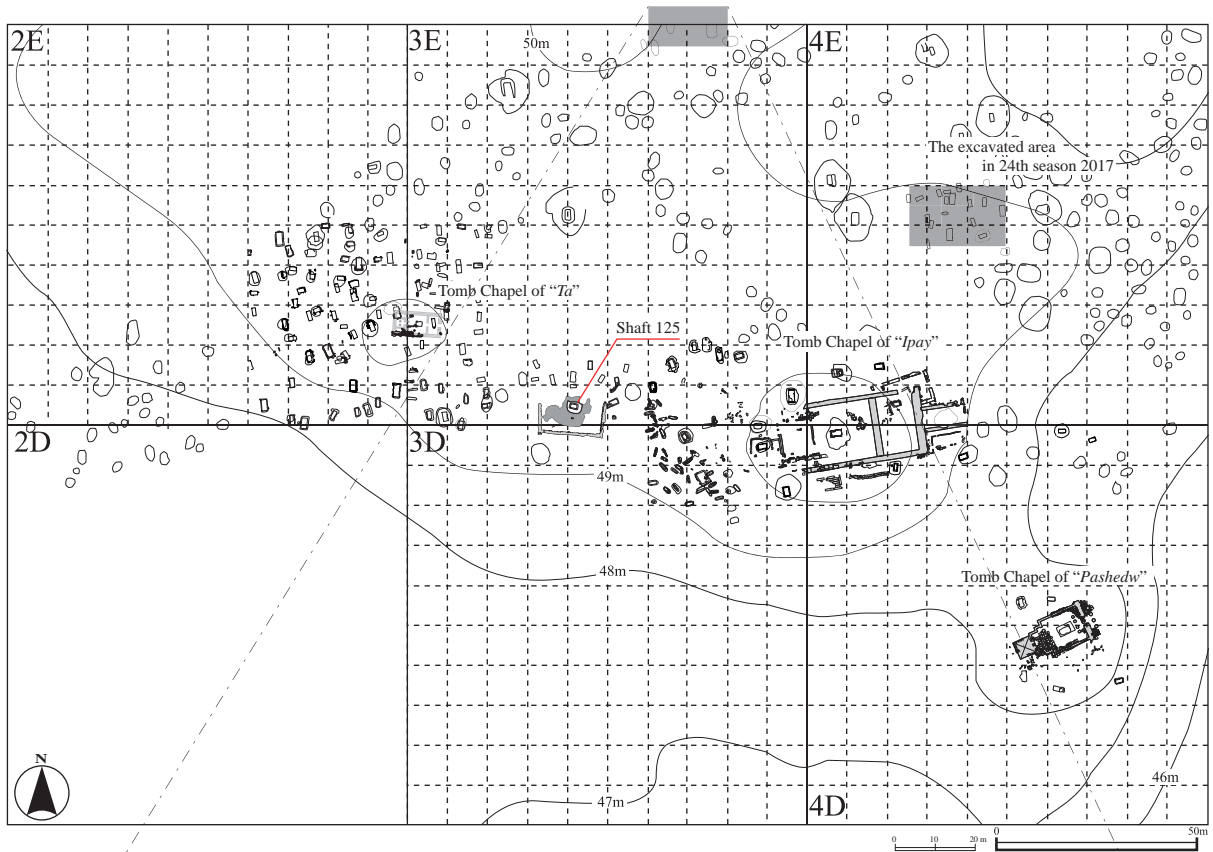 2E
3E
4E
50m
The excavated area
in 24th season 2017
Tomb Chapel of “Ta”
Shaft 125
Tomb Chapel of “Ipay”
2D
3D
49m
48m
Tomb Chapel of “Pashedw”
N
47m
4D
46m
0 10 20 m
0 50m